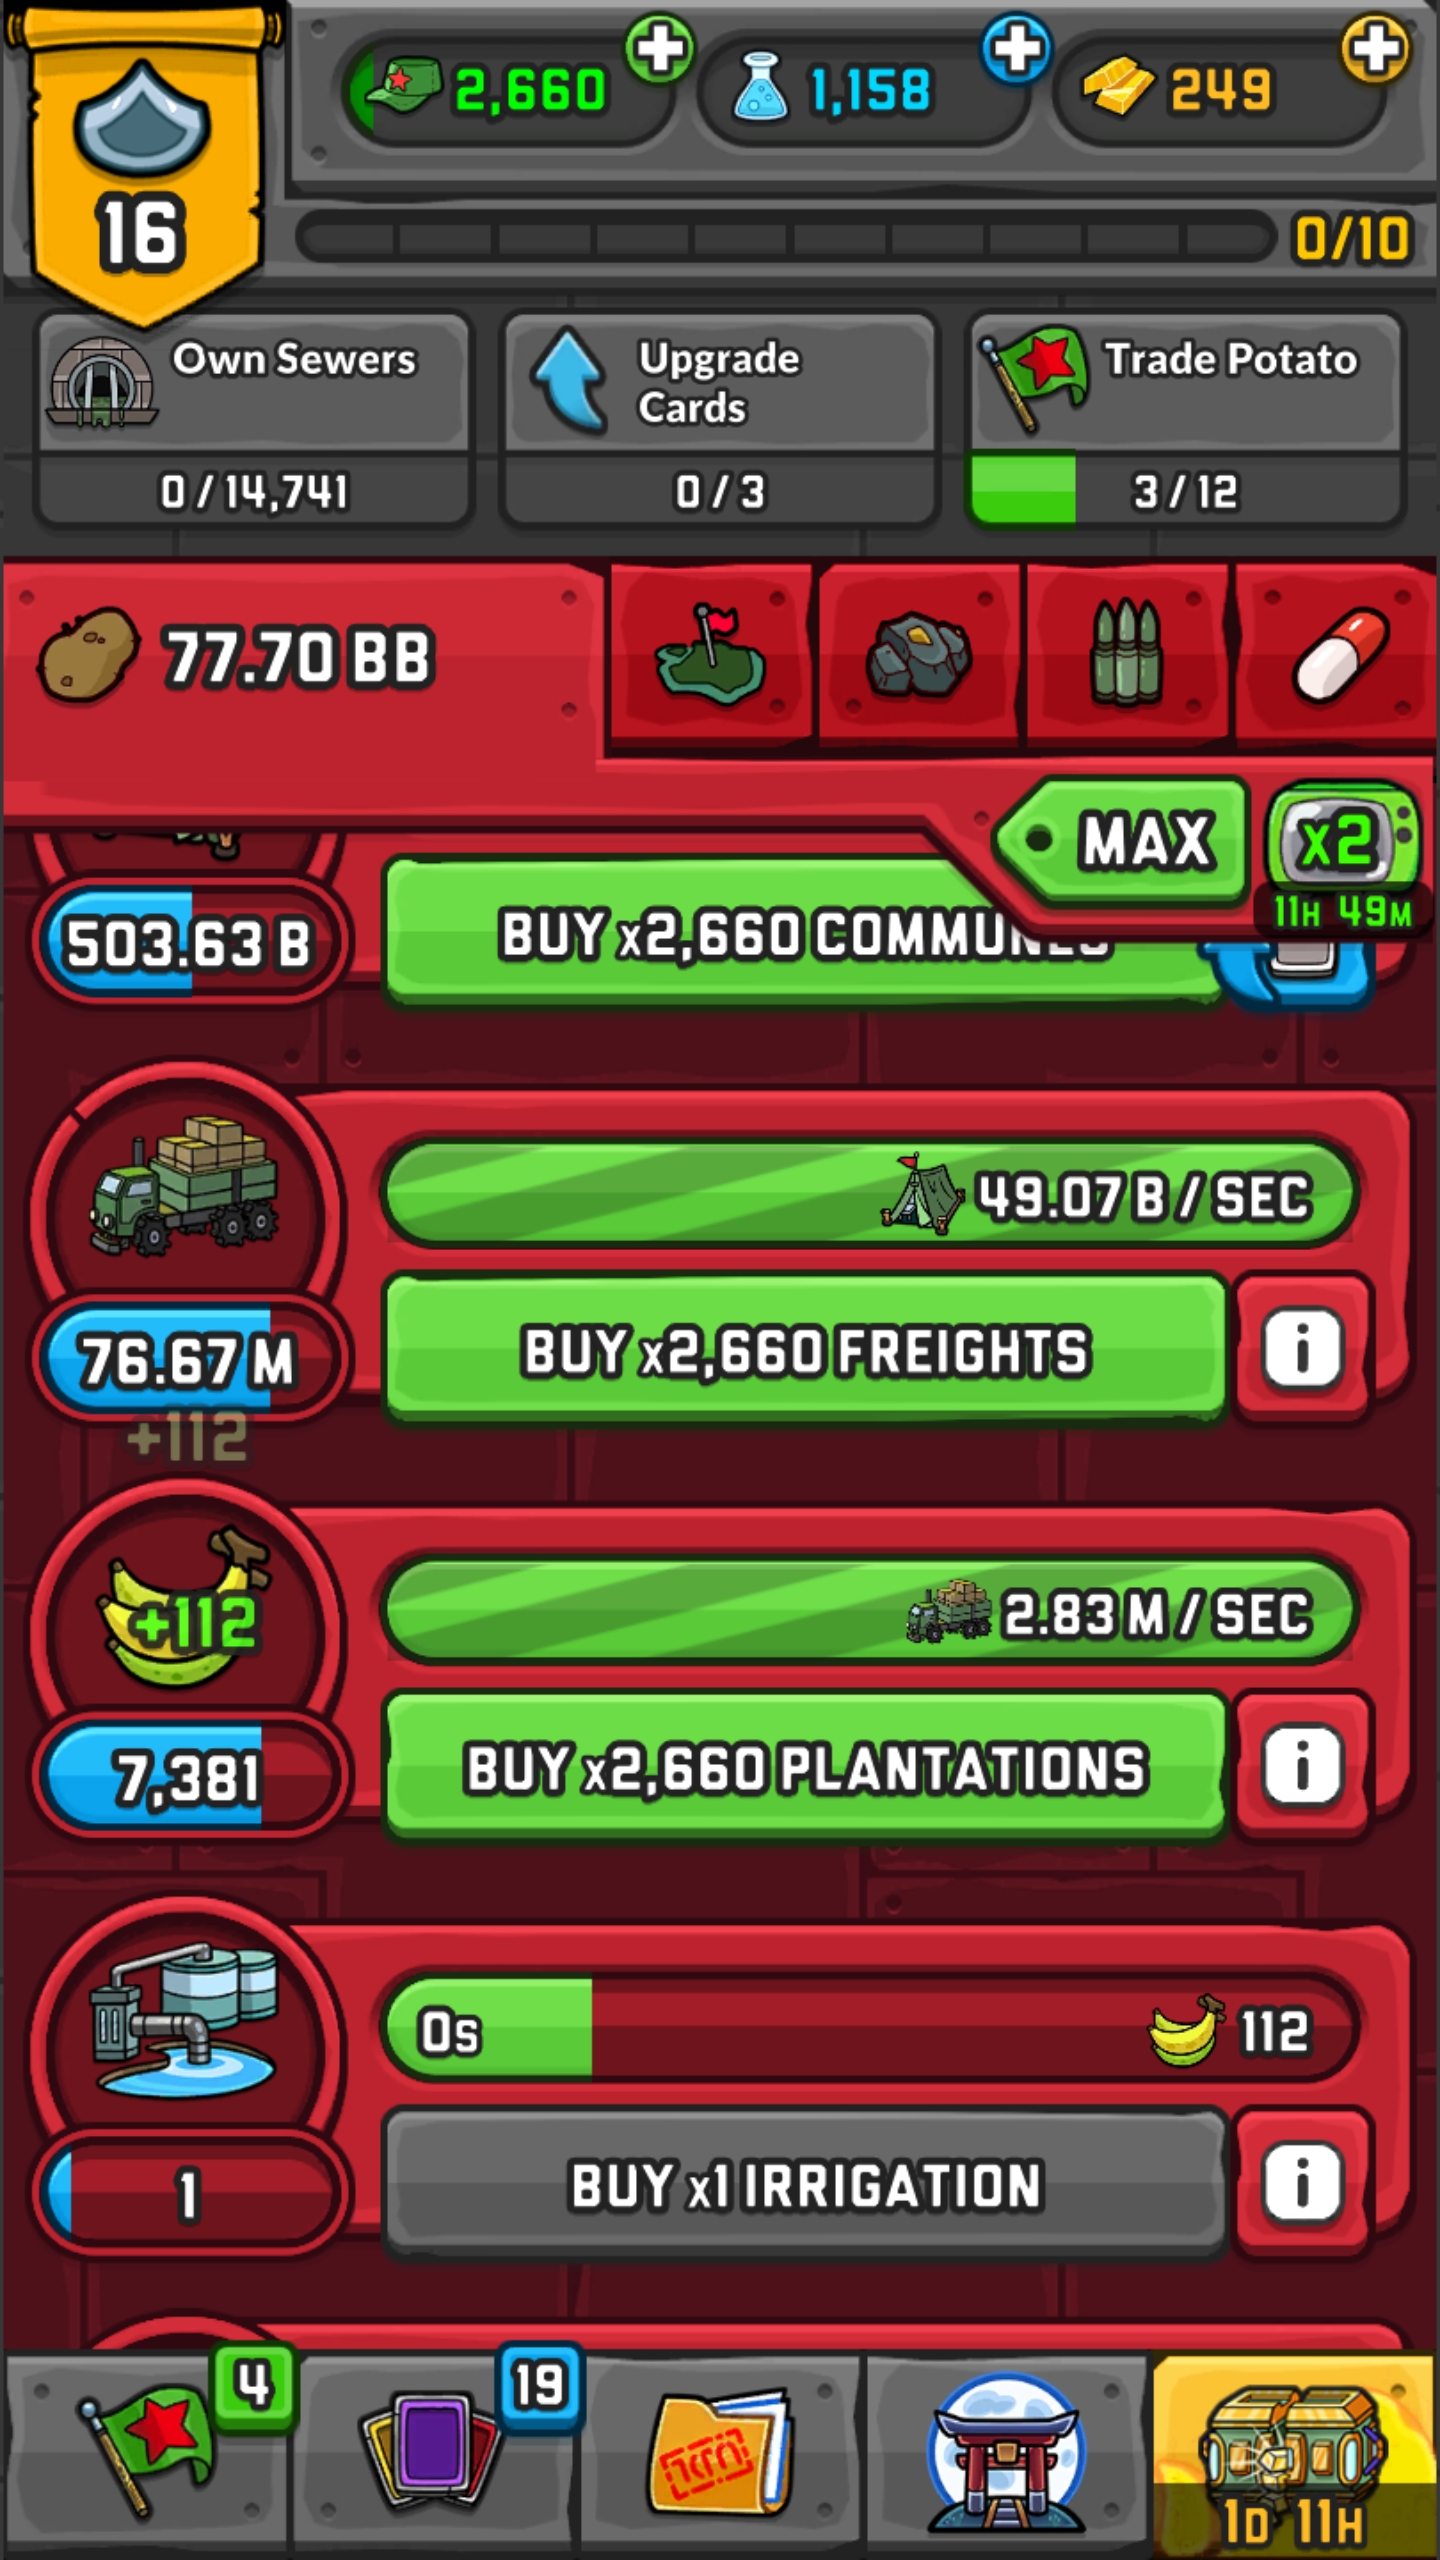 2,660
1,158
249
16
0/10
Own Sewers
Upgrade
Cards
Trade Potato
0 / 14,741
0 / 3
3 / 12
77.70 BB
MAX
x2
11H 49M
503.63 B
BUY x2,660 COMMUNES
49.07 B / SEC
76.67 M
BUY x2,660 FREIGHTS
+112
+112
2.83 M / SEC
7,381
BUY x2,660 PLANTATIONS
0s
112
1
BUY x1 IRRIGATION
4
19
1D 11H